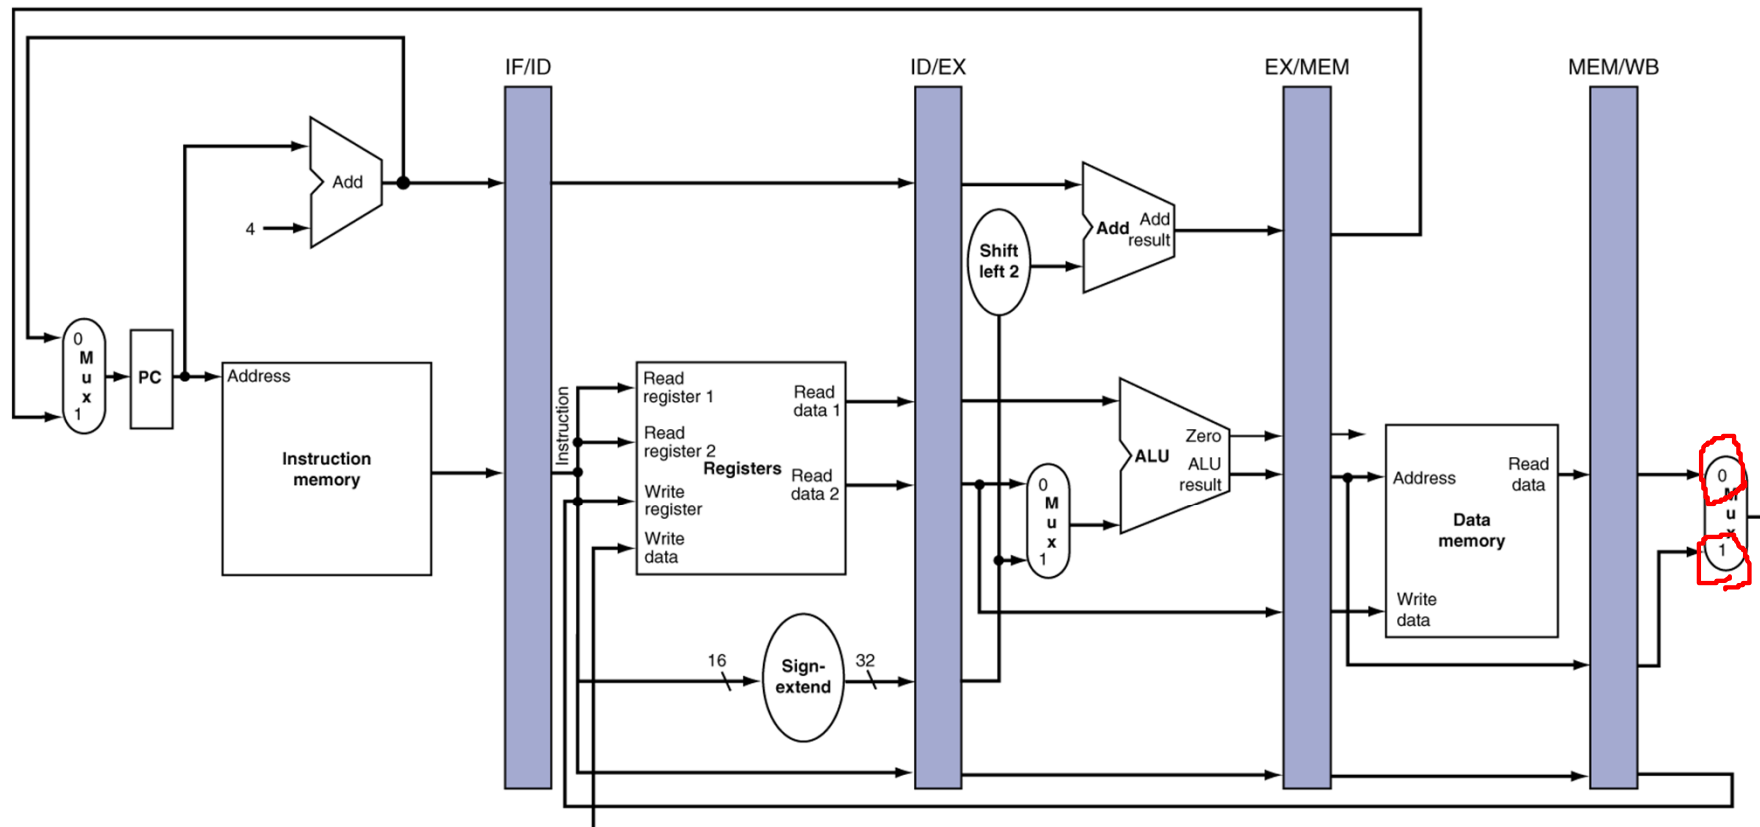 IF/ID
ID/EX
EX/MEM
MEM/WB
Add
4
Shift
left 2
Add
Add
result
0
M
u
x
1
PC
Address
Instruction
memory
Instruction
Read
register 1
Read
register 2
Write
register
Write
data
Registers
Read
data 1
Read
data 2
16
Sign-
extend
32
0
M
u
x
1
ALU
Zero
ALU
result
Address
Read
data
Data
memory
Write
data
0
M
u
x
1